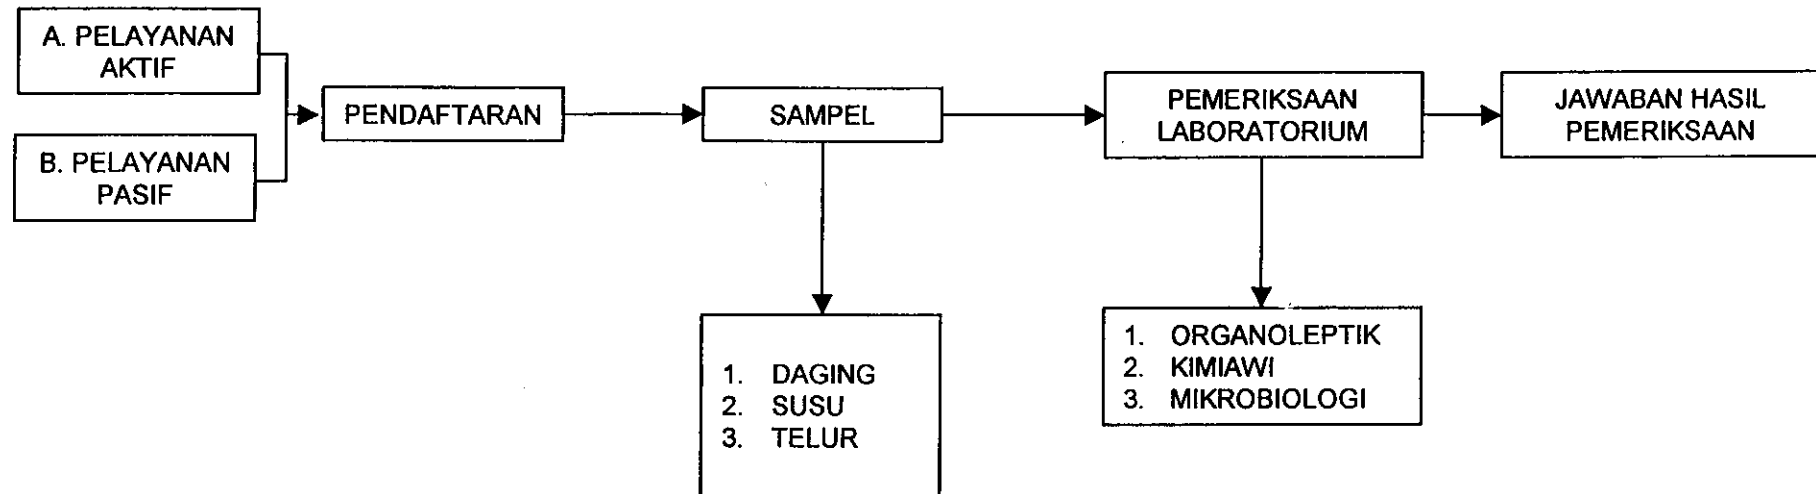 A. PELAYANAN
AKTIF
B. PELAYANAN
PASIF
PENDAFTARAN
SAMPEL
PEMERIKSAAN
LABORATORIUM
JAWABAN HASIL
PEMERIKSAAN
1. DAGING
2. SUSU
3. TELUR
1. ORGANOLEPTIK
2. KIMIAWI
3. MIKROBIOLOGI